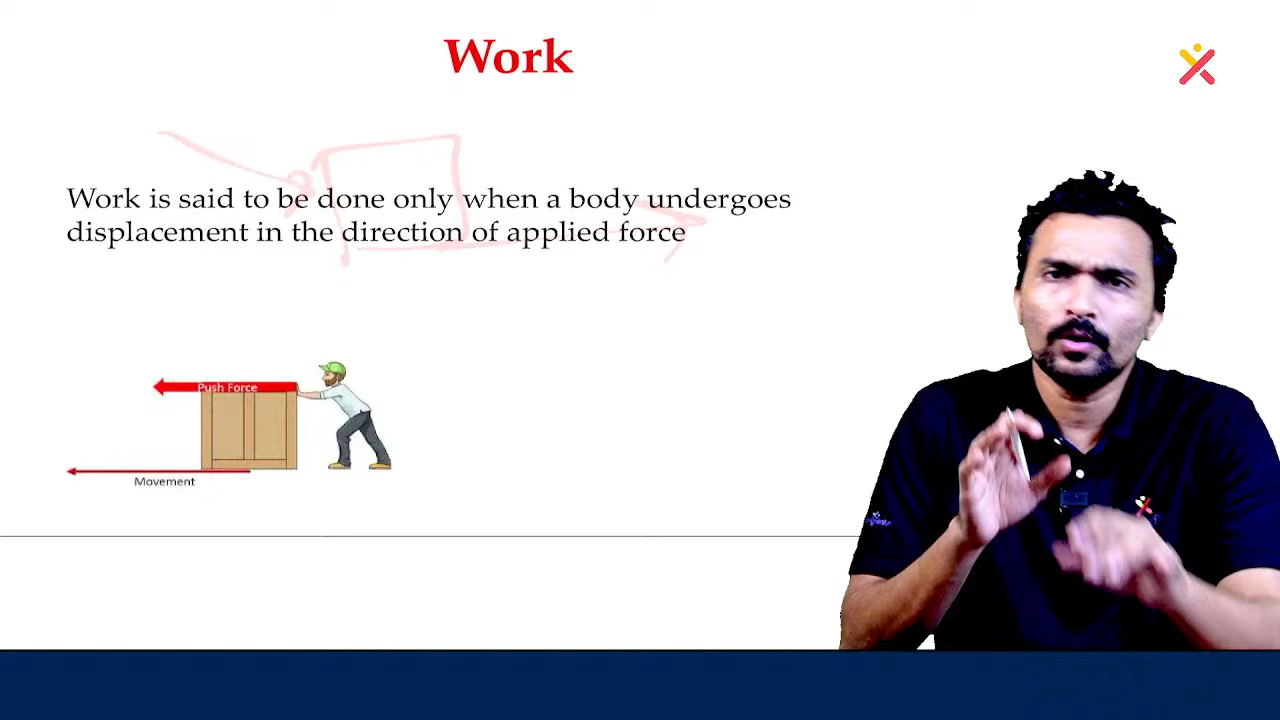 Work
Work is said to be done only when a body undergoes
displacement in the direction of applied force
Push Force
Movement